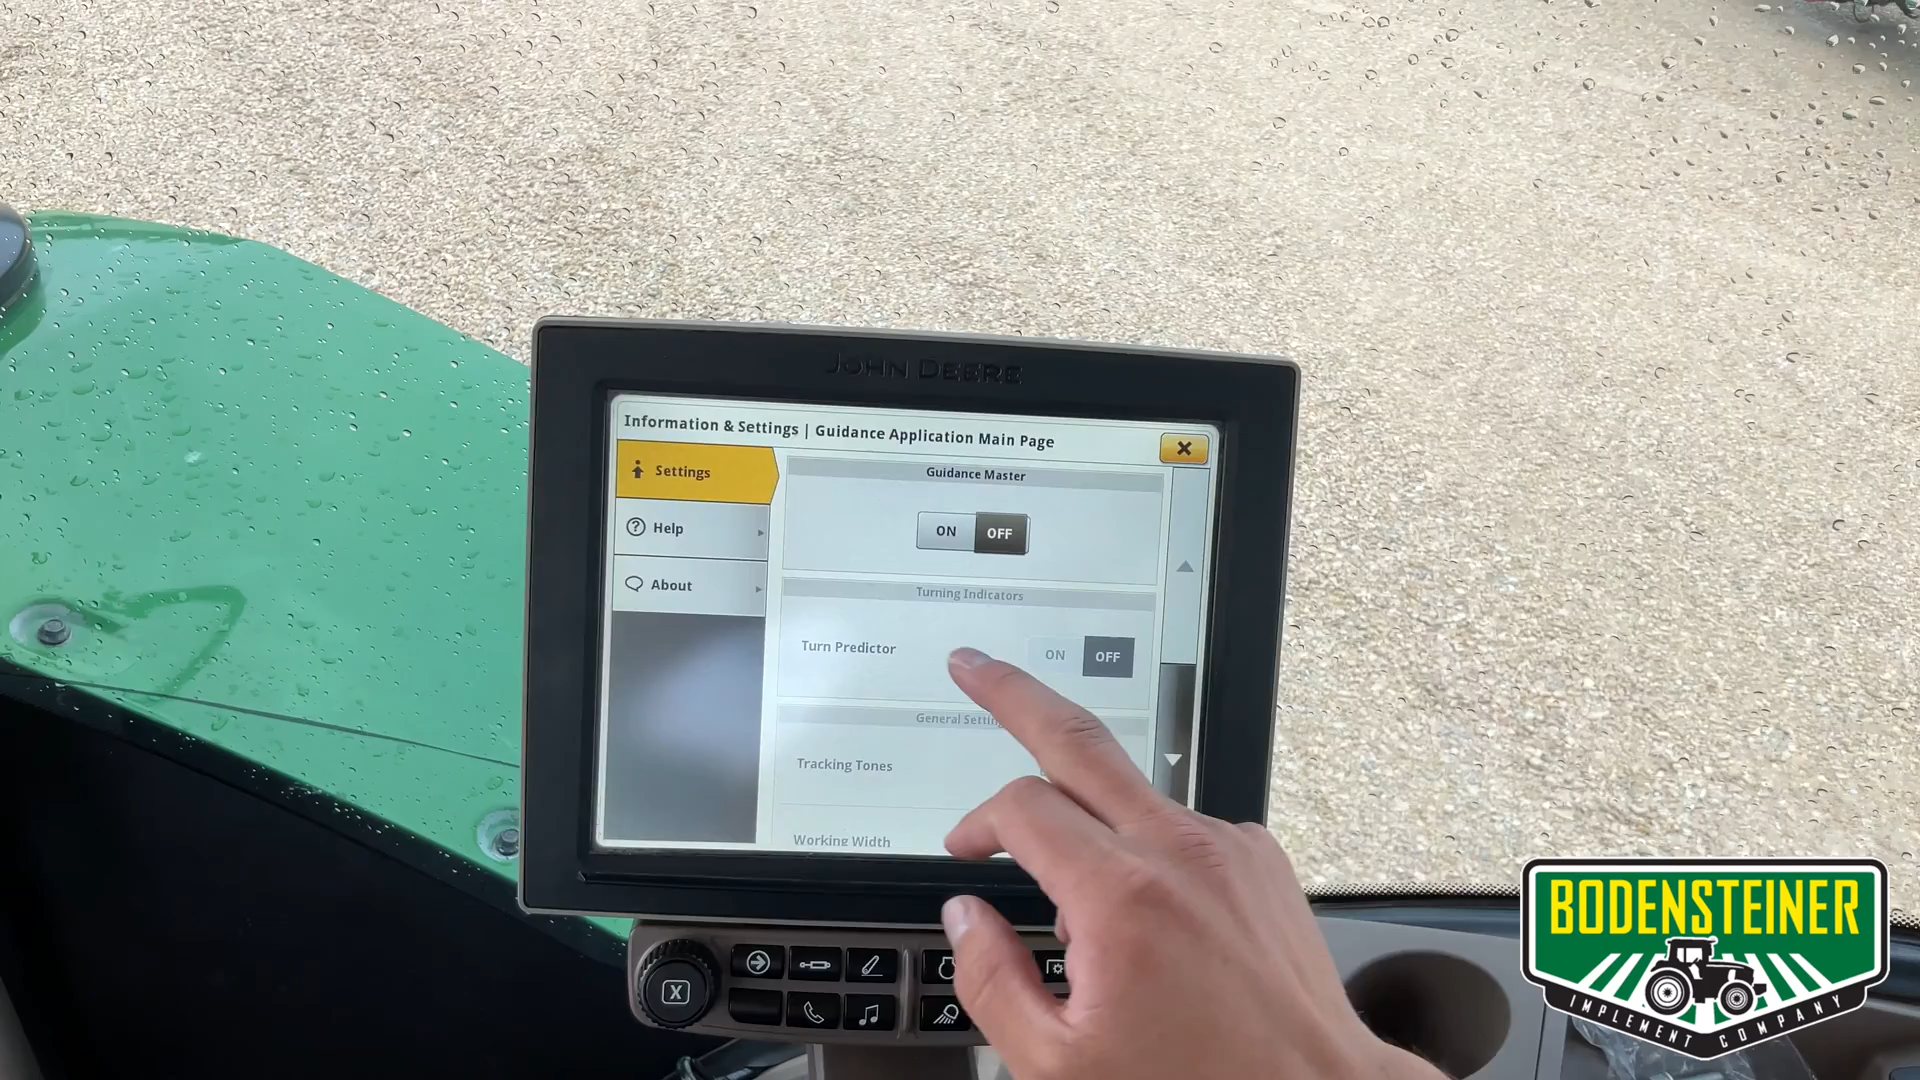 JOHN DEERE
Information & Settings | Guidance Application Main Page
Settings
Guidance Master
ON OFF
Help
About
Turning Indicators
Turn Predictor
ON OFF
General
Tracking Tones
Working Width
X
BODENSTEINER
IMPLEMENT COMPANY